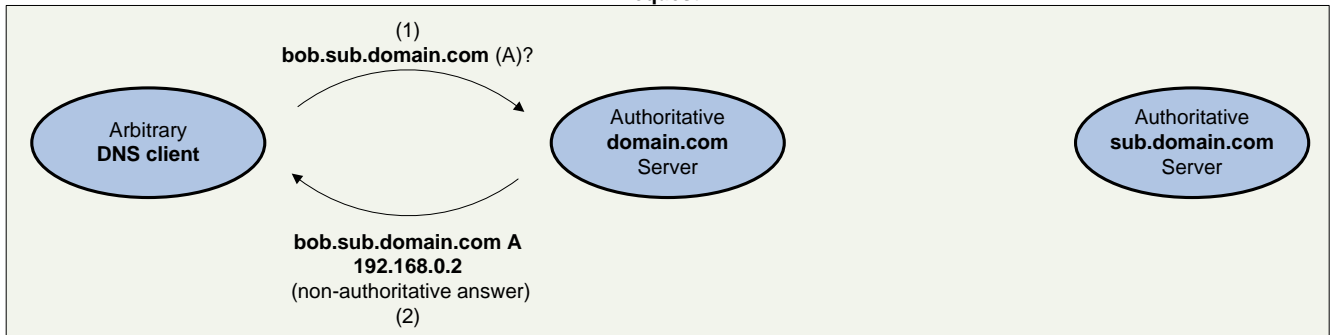 (1)
bob.sub.domain.com (A)?
Arbitrary
DNS client
Authoritative
domain.com
Server
Authoritative
sub.domain.com
Server
bob.sub.domain.com A
192.168.0.2
(non-authoritative answer)
(2)